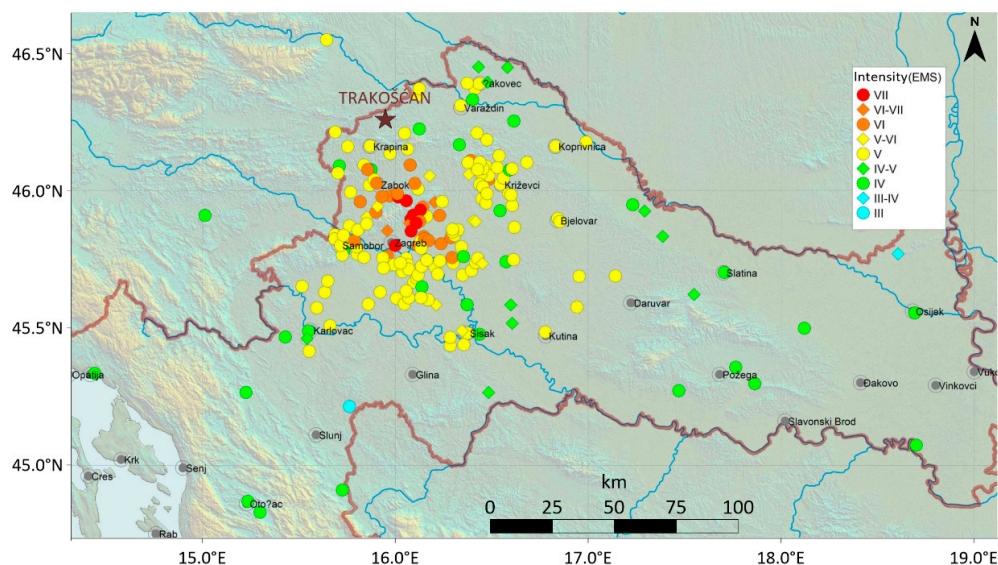 46.5°N
46.0°N
45.5°N
45.0°N
N
Intensity(EMS)
VII
VI-VII
VI
V-VI
V
IV-V
IV
III-IV
III
?akovec
TRAKOŠĆAN
Varaždin
Krapina
Koprivnica
Zabok
Križevci
Bjelovar
Samobor
Zagreb
Slatina
Daruvar
Osijek
Karlovac
Sisak
Kutina
Opatija
Glina
Požega
Đakovo
Vinkovci
Vuko
Slunj
Slavonski Brod
Krk
Senj
Cres
Oto?ac
Rab
km
0 25 50 75 100
15.0°E 16.0°E 17.0°E 18.0°E 19.0°E